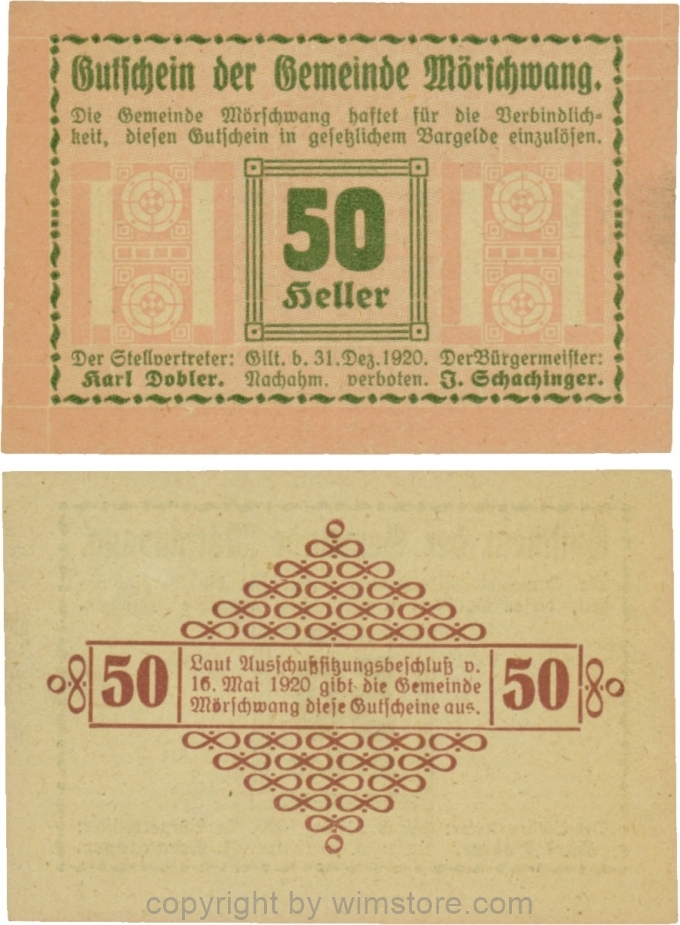 Gutschein der Gemeinde Mörschwang.
Die Gemeinde Mörschwang haftet für die Verbindlich-
keit, diesen Gutschein in gesetzlichem Bargelde einzulösen.
50
Heller
Der Stellvertreter: Gilt. b. 31. Dez. 1920. Der Bürgermeister:
Karl Dobler. Nachahm. verboten. J. Schachinger.
50
Laut Ausschußsitzungsbeschluß v.
16. Mai 1920 gibt die Gemeinde
Mörschwang diese Gutscheine aus.
50
copyright by wimstore.com